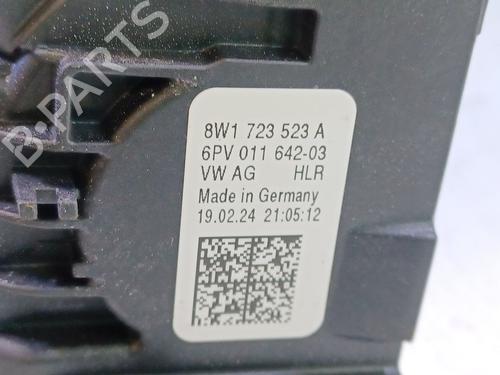 B-PARTS
8W1 723 523 A
6PV 011 642-03
VW AG HLR
Made in Germany
19.02.24 21:05:12